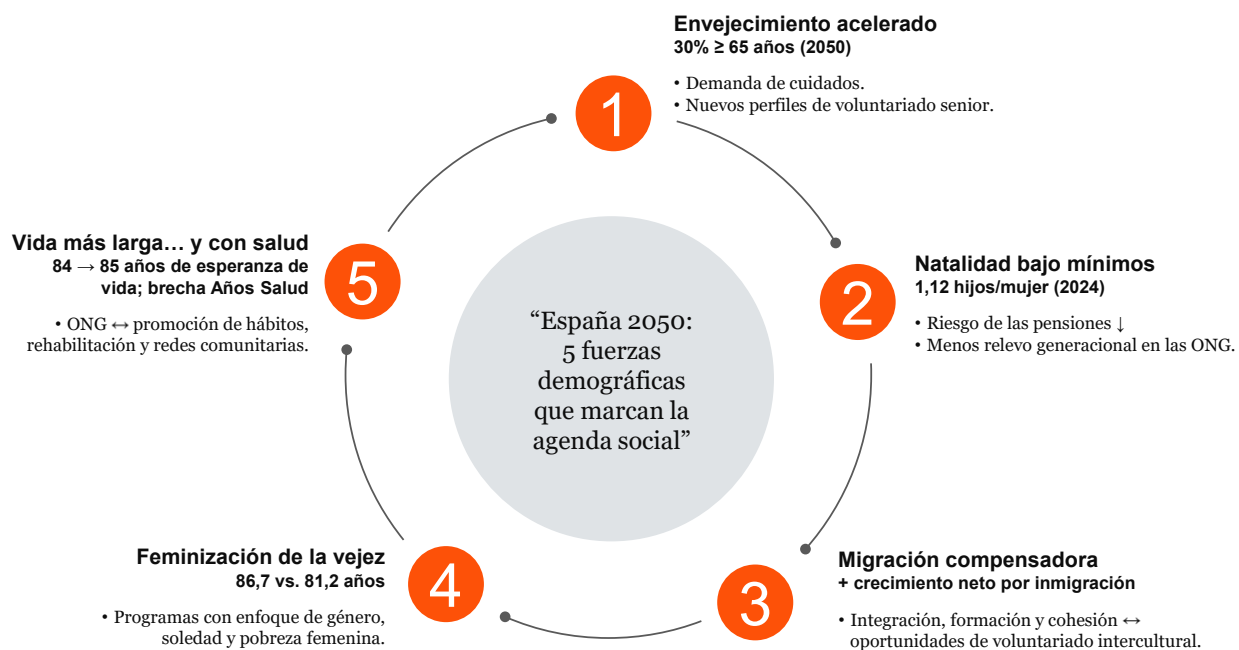 Envejecimiento acelerado
30% ≥ 65 años (2050)
• Demanda de cuidados.
• Nuevos perfiles de voluntariado senior.
1
Natalidad bajo mínimos
1,12 hijos/mujer (2024)
• Riesgo de las pensiones ↓
• Menos relevo generacional en las ONG.
2
Migración compensadora
+ crecimiento neto por inmigración
• Integración, formación y cohesión ↔
oportunidades de voluntariado intercultural.
3
Feminización de la vejez
86,7 vs. 81,2 años
• Programas con enfoque de género,
soledad y pobreza femenina.
4
Vida más larga… y con salud
84 → 85 años de esperanza de
vida; brecha Años Salud
• ONG ↔ promoción de hábitos,
rehabilitación y redes comunitarias.
5
“España 2050:
5 fuerzas
demográficas
que marcan la
agenda social”